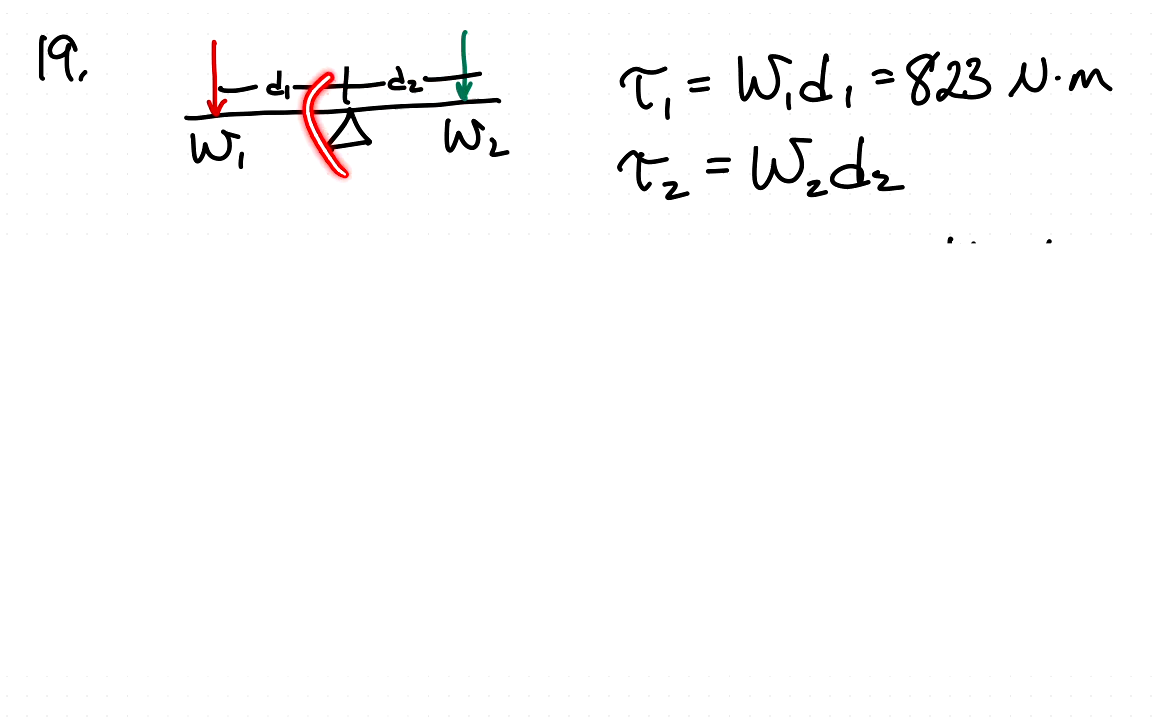 19.
d₁ d₂
W₁ W₂
τ₁ = W₁d₁ = 823 N·m
τ₂ = W₂d₂